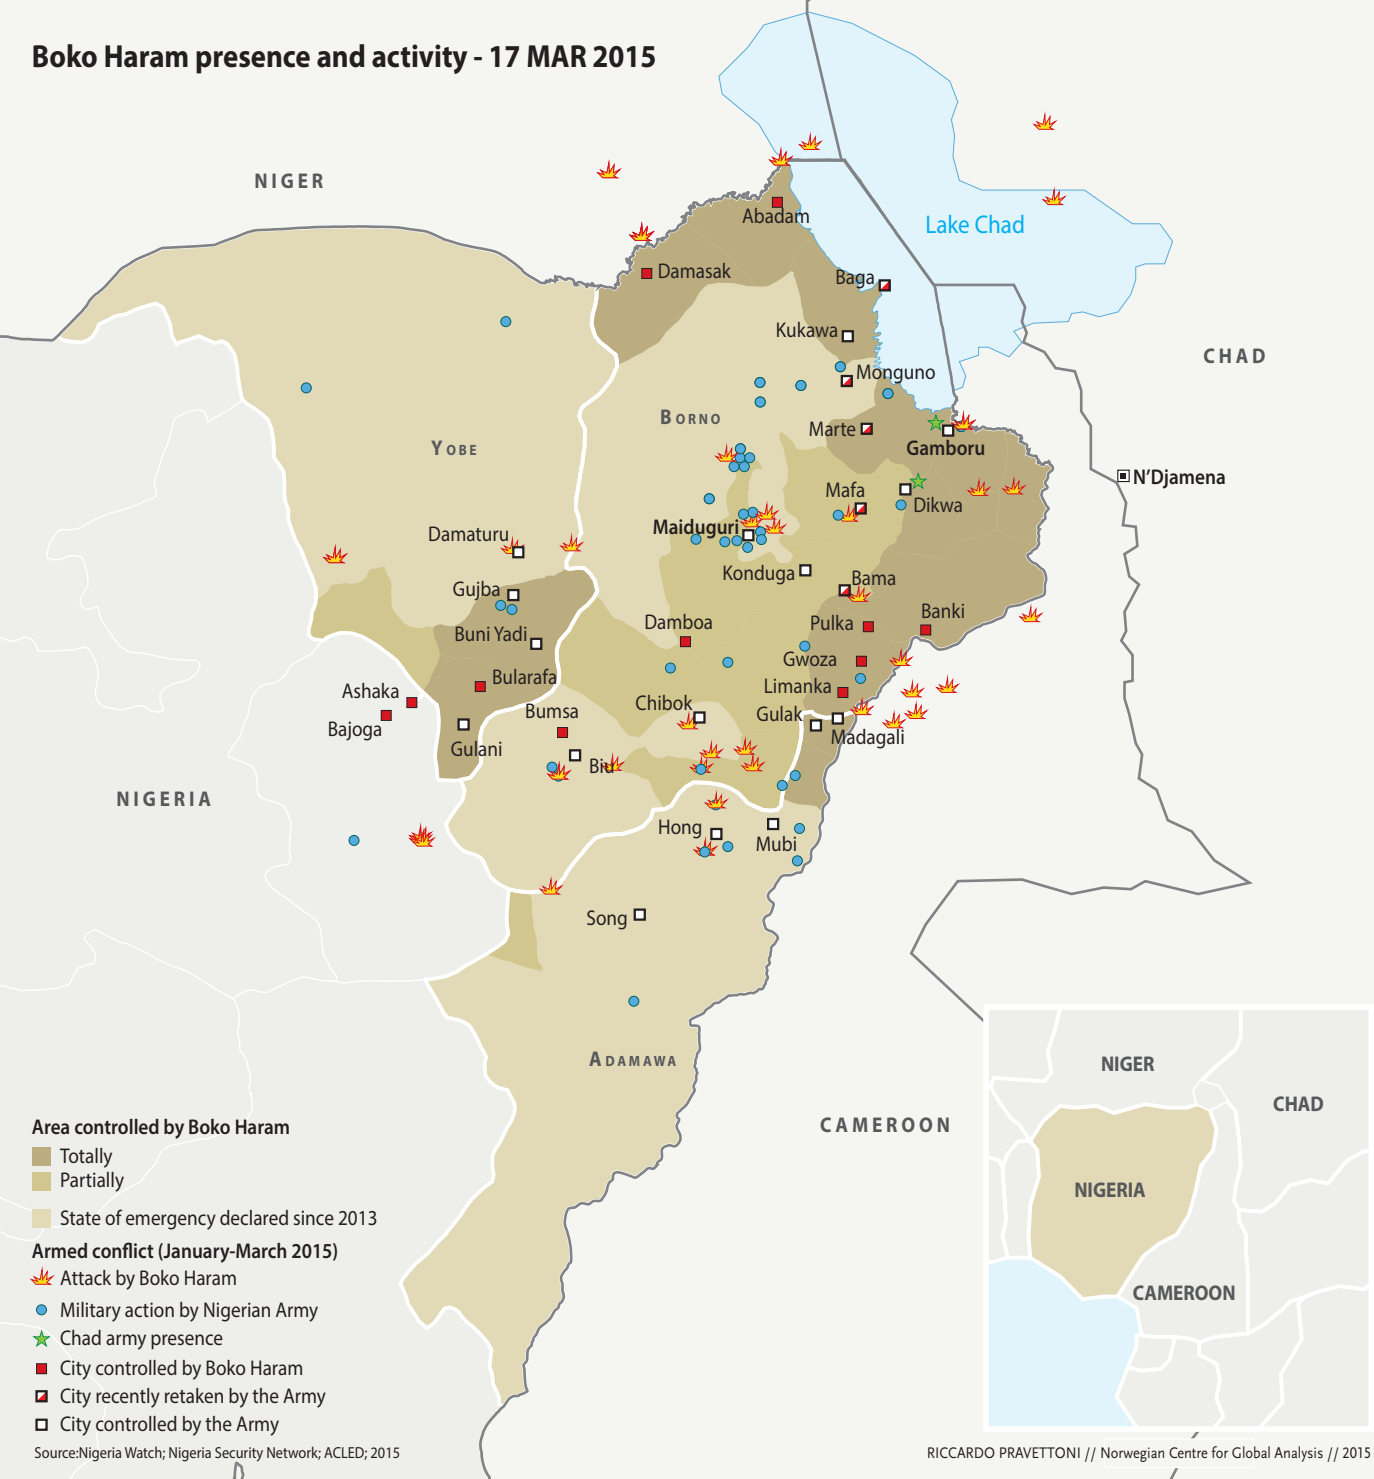 Boko Haram presence and activity - 17 MAR 2015
NIGER
Abadam
Lake Chad
Damasak
Baga
Kukawa
CHAD
Monguno
BORNO
Marte
YOBE
Gamboru
N'Djamena
Mafa
Dikwa
Maiduguri
Damaturu
Konduga
Bama
Gujba
Banki
Damboa
Pulka
Buni Yadi
Gwoza
Bularafa
Limanka
Ashaka
Chibok
Bumsa
Gulak
Bajoga
Madagali
Gulani
Biu
NIGERIA
Hong
Mubi
Song
ADAMAWA
CAMEROON
NIGER
CHAD
NIGERIA
CAMEROON
Area controlled by Boko Haram
Totally
Partially
State of emergency declared since 2013
Armed conflict (January-March 2015)
Attack by Boko Haram
Military action by Nigerian Army
Chad army presence
City controlled by Boko Haram
City recently retaken by the Army
City controlled by the Army
Source:Nigeria Watch; Nigeria Security Network; ACLED; 2015
RICCARDO PRAVETTONI // Norwegian Centre for Global Analysis // 2015